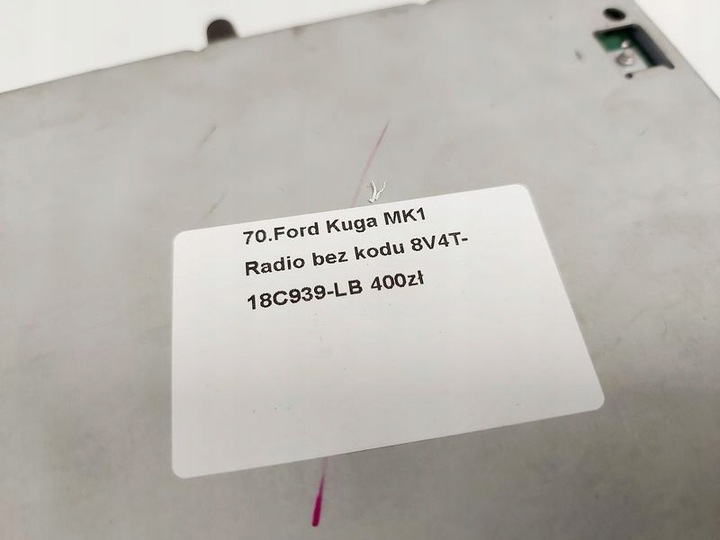 70.Ford Kuga MK1
Radio bez kodu 8V4T-
18C939-LB 400zł